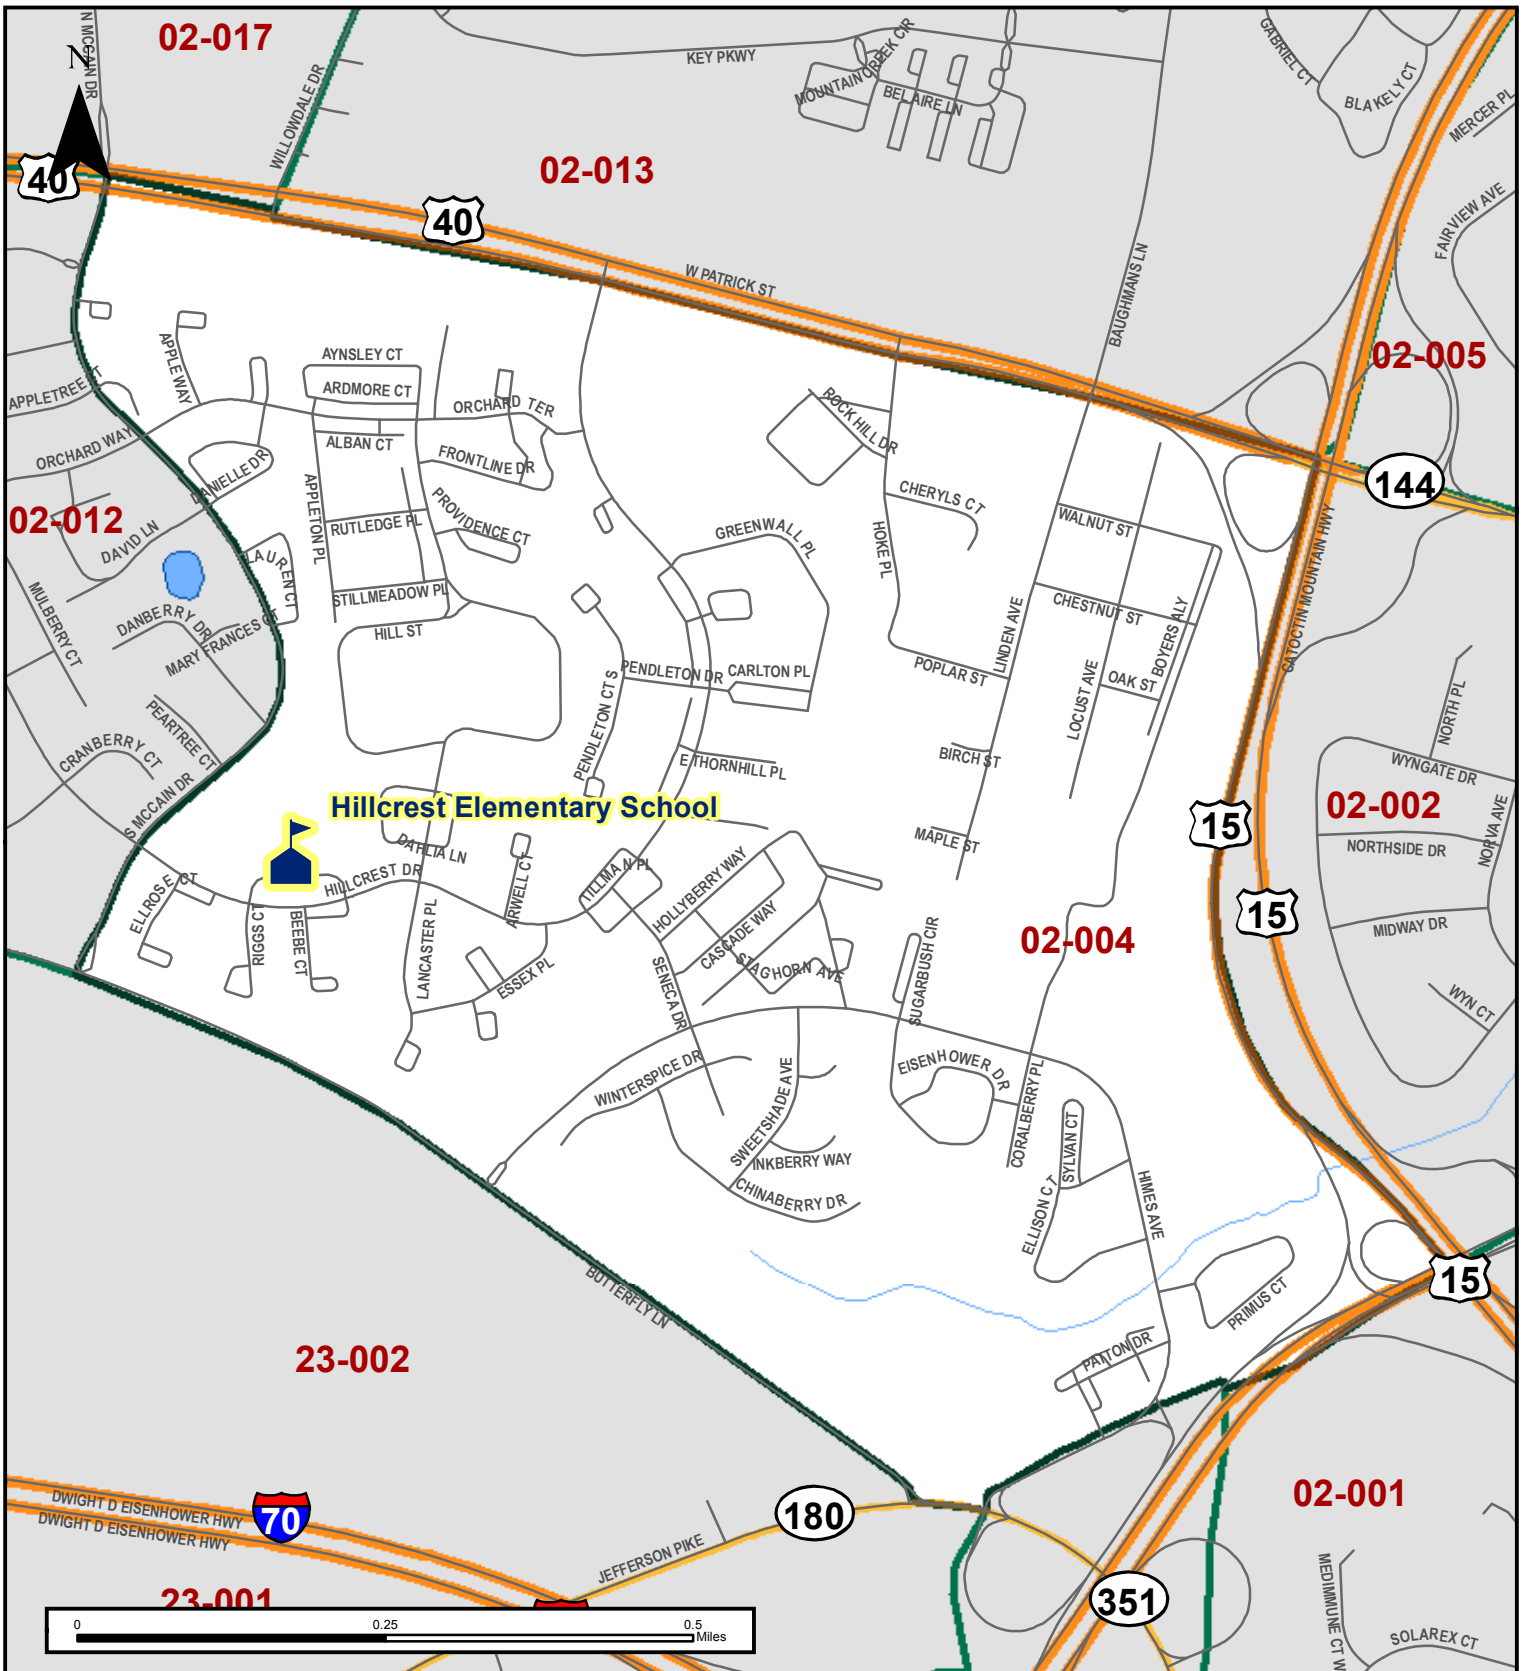 N MCCAIN DR
02-017
N
WILLOWDALE DR
KEY PKWY
MOUNTAIN CREEK CIR
BELAIRE LN
GABRIEL CT
BLAKELY CT
MERCER PL
02-013
40
40
W PATRICK ST
BAUGHMANS LN
FAIRVIEW AVE
02-005
APPLE WAY
APPLETREE CT
AYNSLEY CT
ARDMORE CT
ORCHARD TER
ALBAN CT
FRONTLINE DR
ORCHARD WAY
DANIELLE DR
ROCK HILL DR
CHERYLS CT
144
02-012
DAVID LN
APPLETON PL
RUTLEDGE PL
PROVIDENCE CT
GREENWALL PL
HOKE PL
WALNUT ST
CATOCTIN MOUNTAIN HWY
LAUREN CT
STILLMEADOW PL
HILL ST
MULBERRY CT
DANBERRY DR
MARY FRANCES CT
CHESTNUT ST
BOYERS ALY
LINDEN AVE
POPLAR ST
LOCUST AVE
OAK ST
PENDLETON CT S
PENDLETON DR
CARLTON PL
NORTH PL
PEARTREE CT
CRANBERRY CT
S MCCAIN DR
E THORNHILL PL
BIRCH ST
WYNGATE DR
02-002
Hillcrest Elementary School
15
NORTHSIDE DR
NORVA AVE
MAPLE ST
DAHLIA LN
HILLCREST DR
ARWELL CT
TILLMAN PL
HOLLYBERRY WAY
CASCADE WAY
STAGHORN AVE
ELLROSE CT
RIGGS CT
BEEBE CT
LANCASTER PL
ESSEX PL
SENECA DR
SUGARBUSH CIR
02-004
15
MIDWAY DR
WYN CT
WINTERSPICE DR
SWEETSHADE AVE
EISENHOWER DR
CORALBERRY PL
SYLVAN CT
INKBERRY WAY
CHINABERRY DR
ELLISON CT
HIMES AVE
BUTTERFLY LN
PRIMUS CT
15
23-002
PATTON DR
DWIGHT D EISENHOWER HWY
DWIGHT D EISENHOWER HWY
70
JEFFERSON PIKE
180
02-001
23-001
351
MEDIMMUNE CT W
SOLAREX CT
0 0.25 0.5
Miles